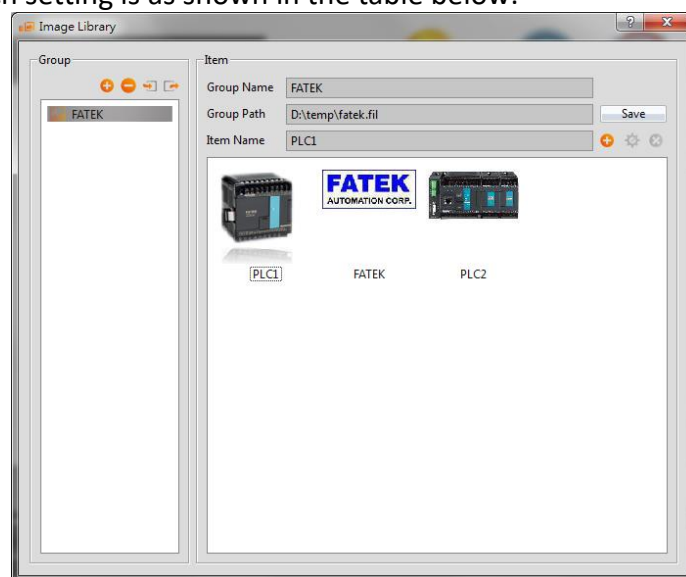 setting is as shown in the table below.
Image Library
Group
FATEK
Item
Group Name FATEK
Group Path D:\temp\fatek.fil Save
Item Name PLC1
FATEK
AUTOMATION CORP.
PLC1 FATEK PLC2